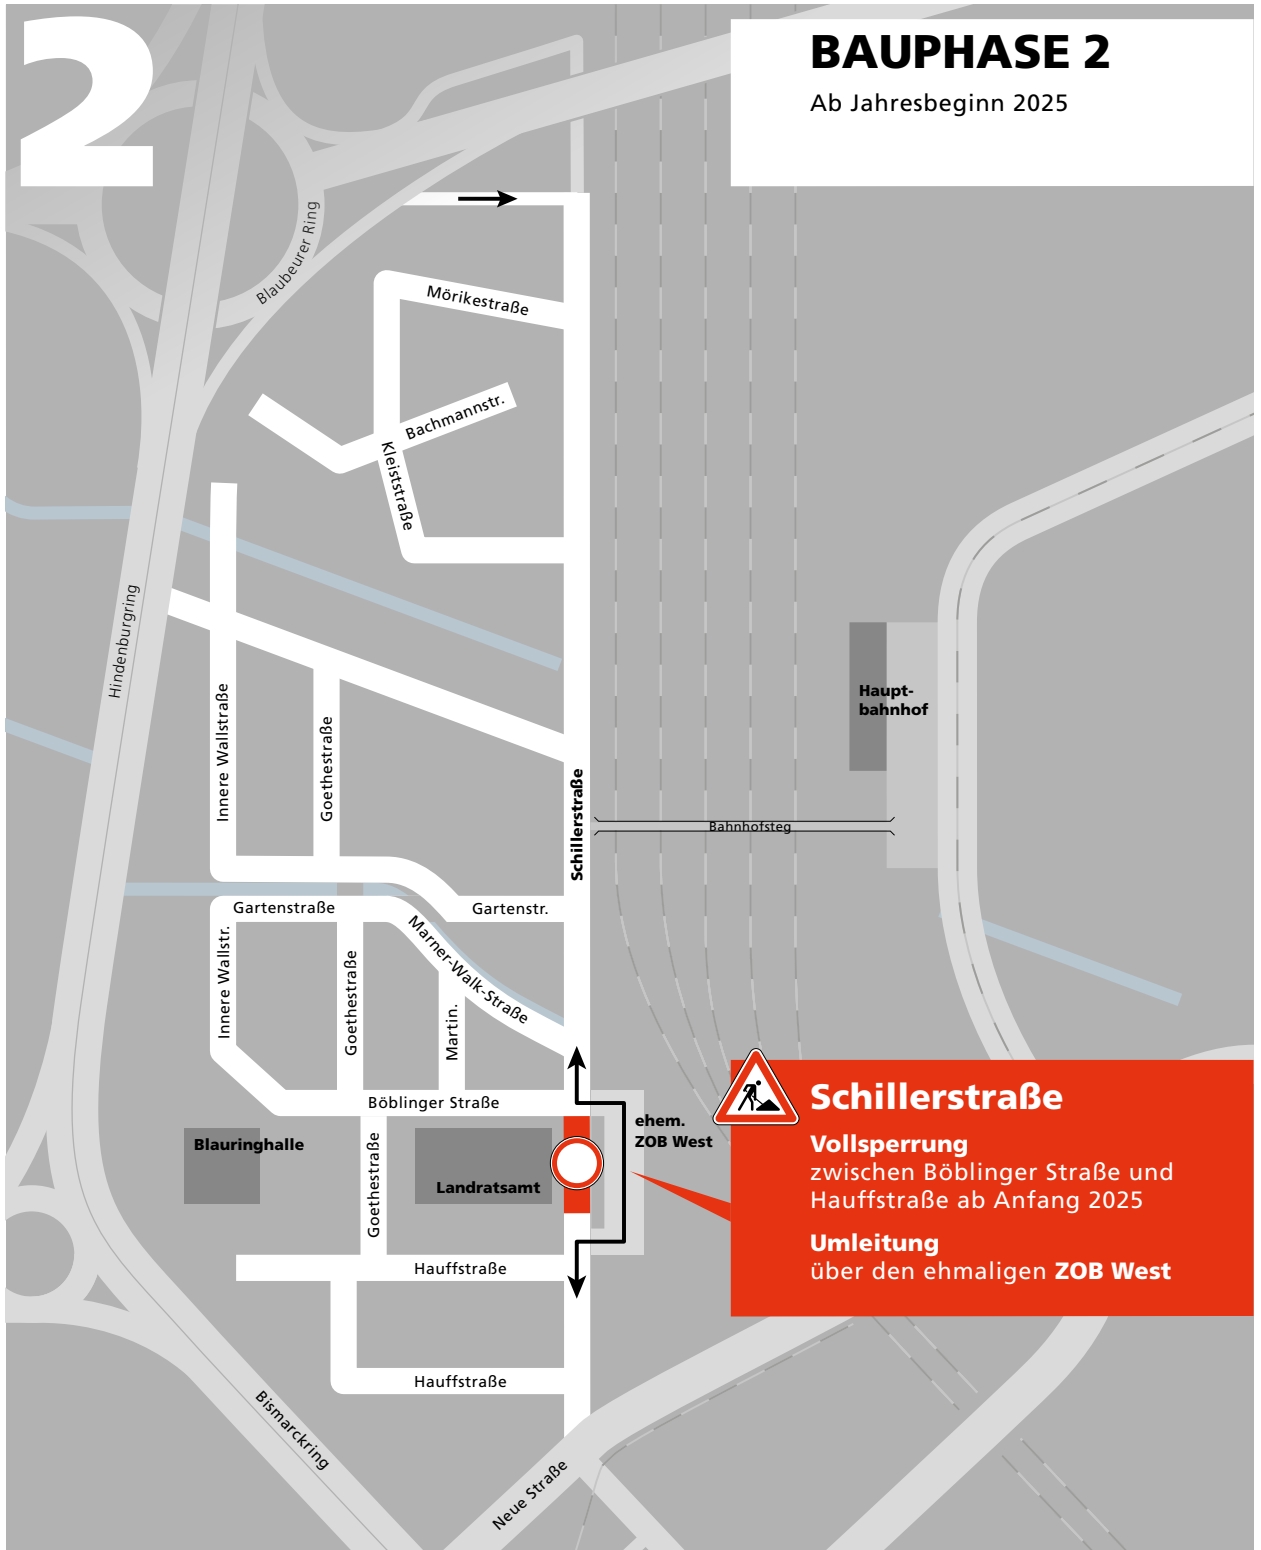 2
BAUPHASE 2
Ab Jahresbeginn 2025
Blaubeurer Ring
Mörikestraße
Bachmannstr.
Kleiststraße
Hindenburgring
Innere Wallstraße
Goethestraße
Schillerstraße
Haupt-
bahnhof
Bahnhofsteg
Gartenstraße
Gartenstr.
Innere Wallstr.
Goethestraße
Marner-Walk-Straße
Martin.
Böblinger Straße
ehem.
ZOB West
Blauringhalle
Landratsamt
Goethestraße
Hauffstraße
Hauffstraße
Bismarckring
Neue Straße
Schillerstraße
Vollsperrung
zwischen Böblinger Straße und
Hauffstraße ab Anfang 2025
Umleitung
über den ehmaligen ZOB West